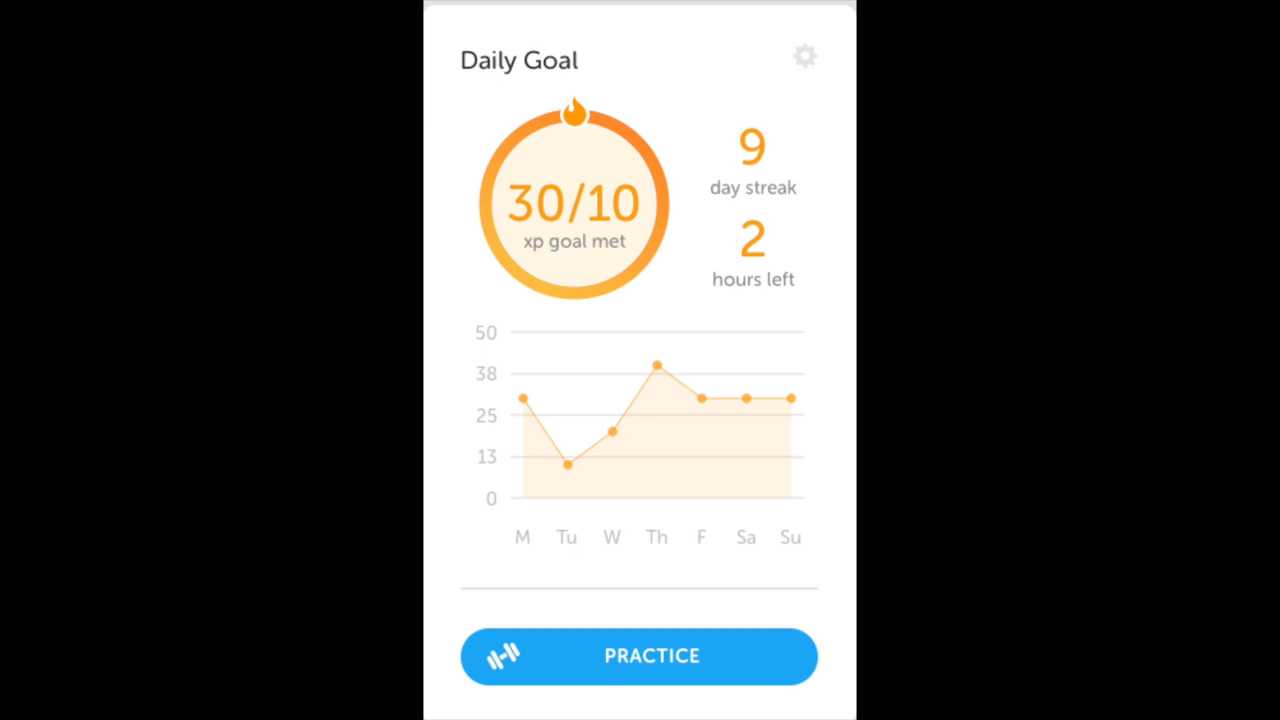 Daily Goal
30/10
xp goal met
9
day streak
2
hours left
50
38
25
13
0
M Tu W Th F Sa Su
PRACTICE